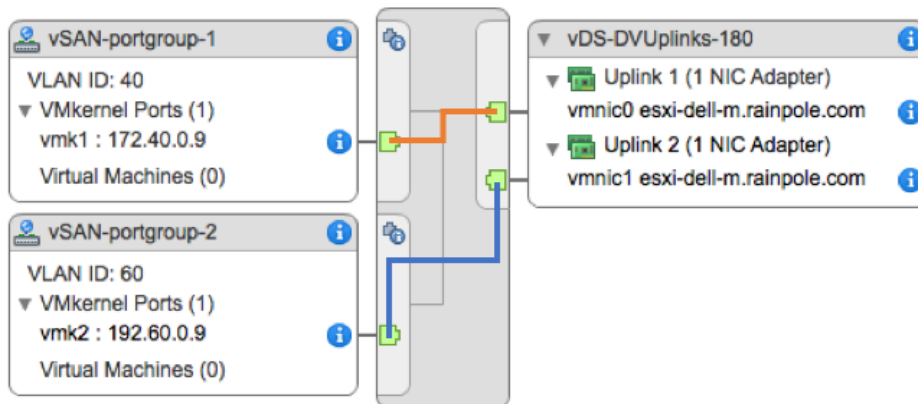 vSAN-portgroup-1
VLAN ID: 40
VMkernel Ports (1)
vmk1 : 172.40.0.9
Virtual Machines (0)
vSAN-portgroup-2
VLAN ID: 60
VMkernel Ports (1)
vmk2 : 192.60.0.9
Virtual Machines (0)
vDS-DVUplinks-180
Uplink 1 (1 NIC Adapter)
vmnic0 esxi-dell-m.rainpole.com
Uplink 2 (1 NIC Adapter)
vmnic1 esxi-dell-m.rainpole.com